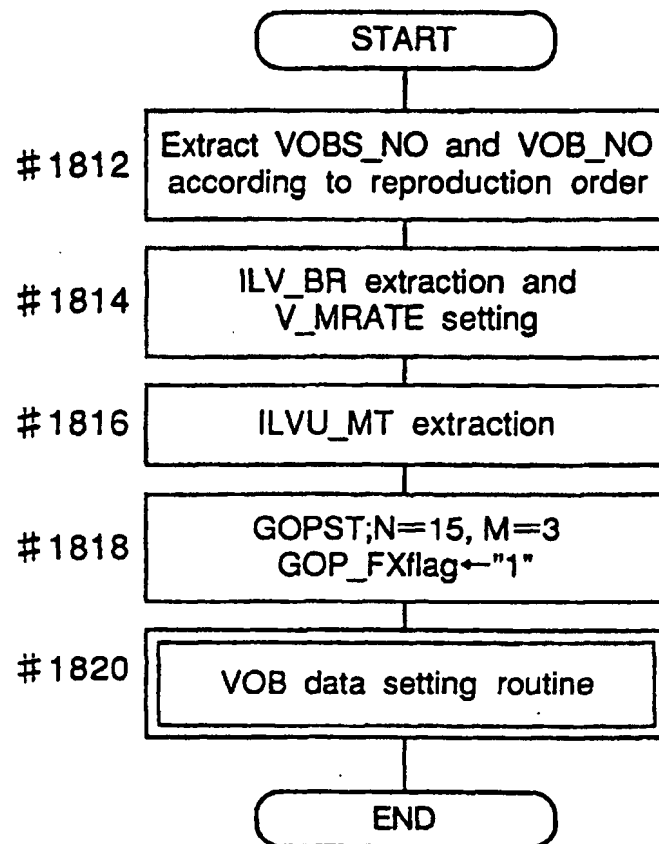 START
#1812
Extract VOBS_NO and VOB_NO
according to reproduction order
#1814
ILV_BR extraction and
V_MRATE setting
#1816
ILVU_MT extraction
#1818
GOPST;N=15, M=3
GOP_FXflag←"1"
#1820
VOB data setting routine
END